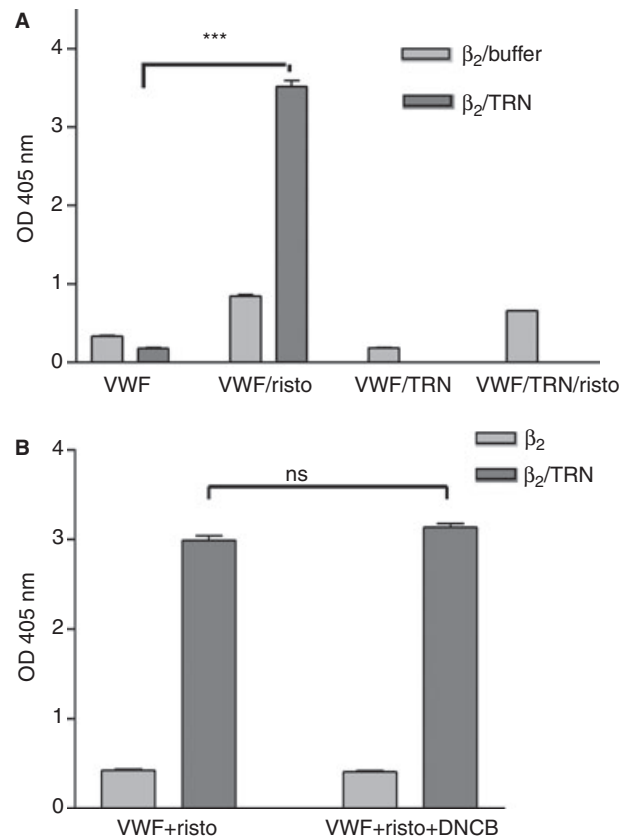 A
***
β₂/buffer
β₂/TRN
OD 405 nm
4
3
2
1
0
VWF
VWF/risto
VWF/TRN
VWF/TRN/risto
B
β₂
β₂/TRN
ns
OD 405 nm
4
3
2
1
0
VWF+risto
VWF+risto+DNCB